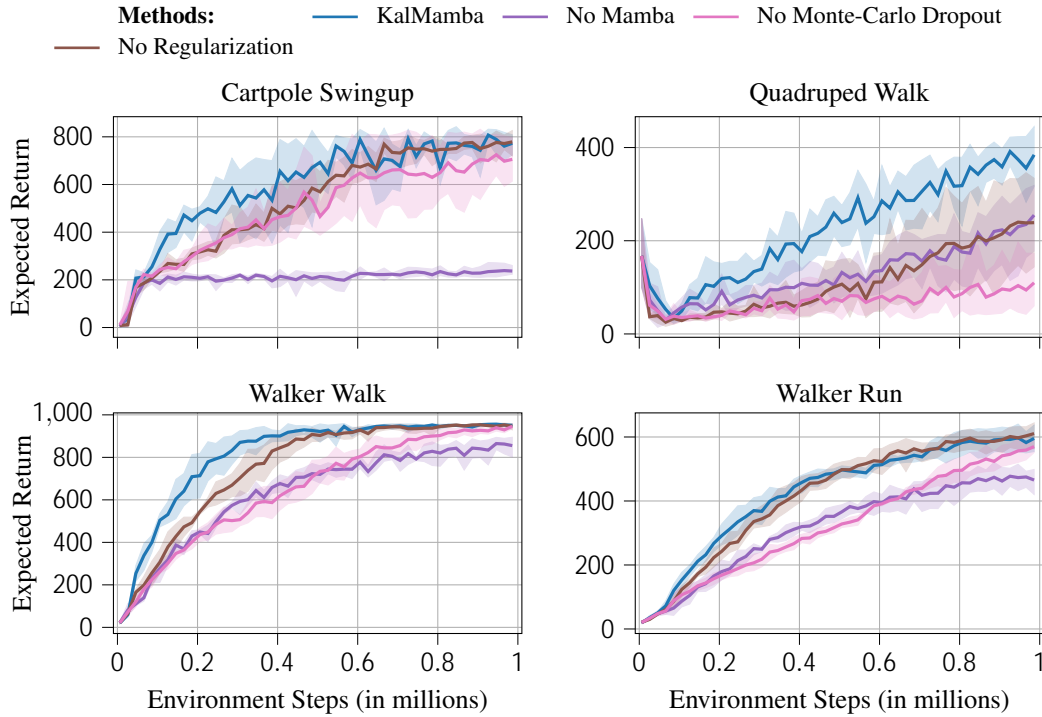 Methods: KalMamba No Mamba No Monte-Carlo Dropout
No Regularization
Cartpole Swingup
Expected Return
800
600
400
200
0
Quadruped Walk
400
200
0
Walker Walk
Expected Return
1,000
800
600
400
200
0
0 0.2 0.4 0.6 0.8 1
Environment Steps (in millions)
Walker Run
600
400
200
0
0 0.2 0.4 0.6 0.8 1
Environment Steps (in millions)